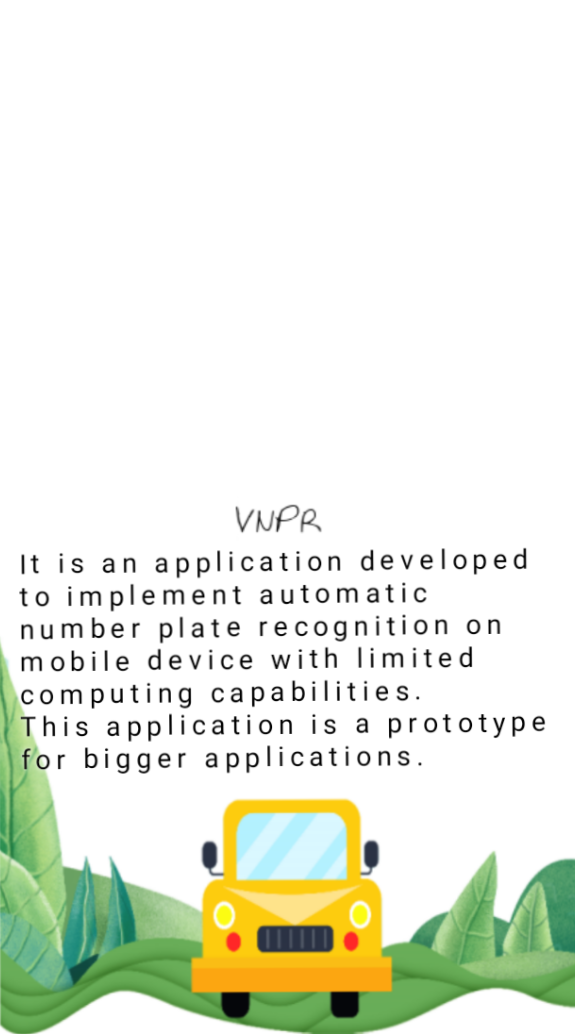 VNPR
It is an application developed
to implement automatic
number plate recognition on
mobile device with limited
computing capabilities.
This application is a prototype
for bigger applications.